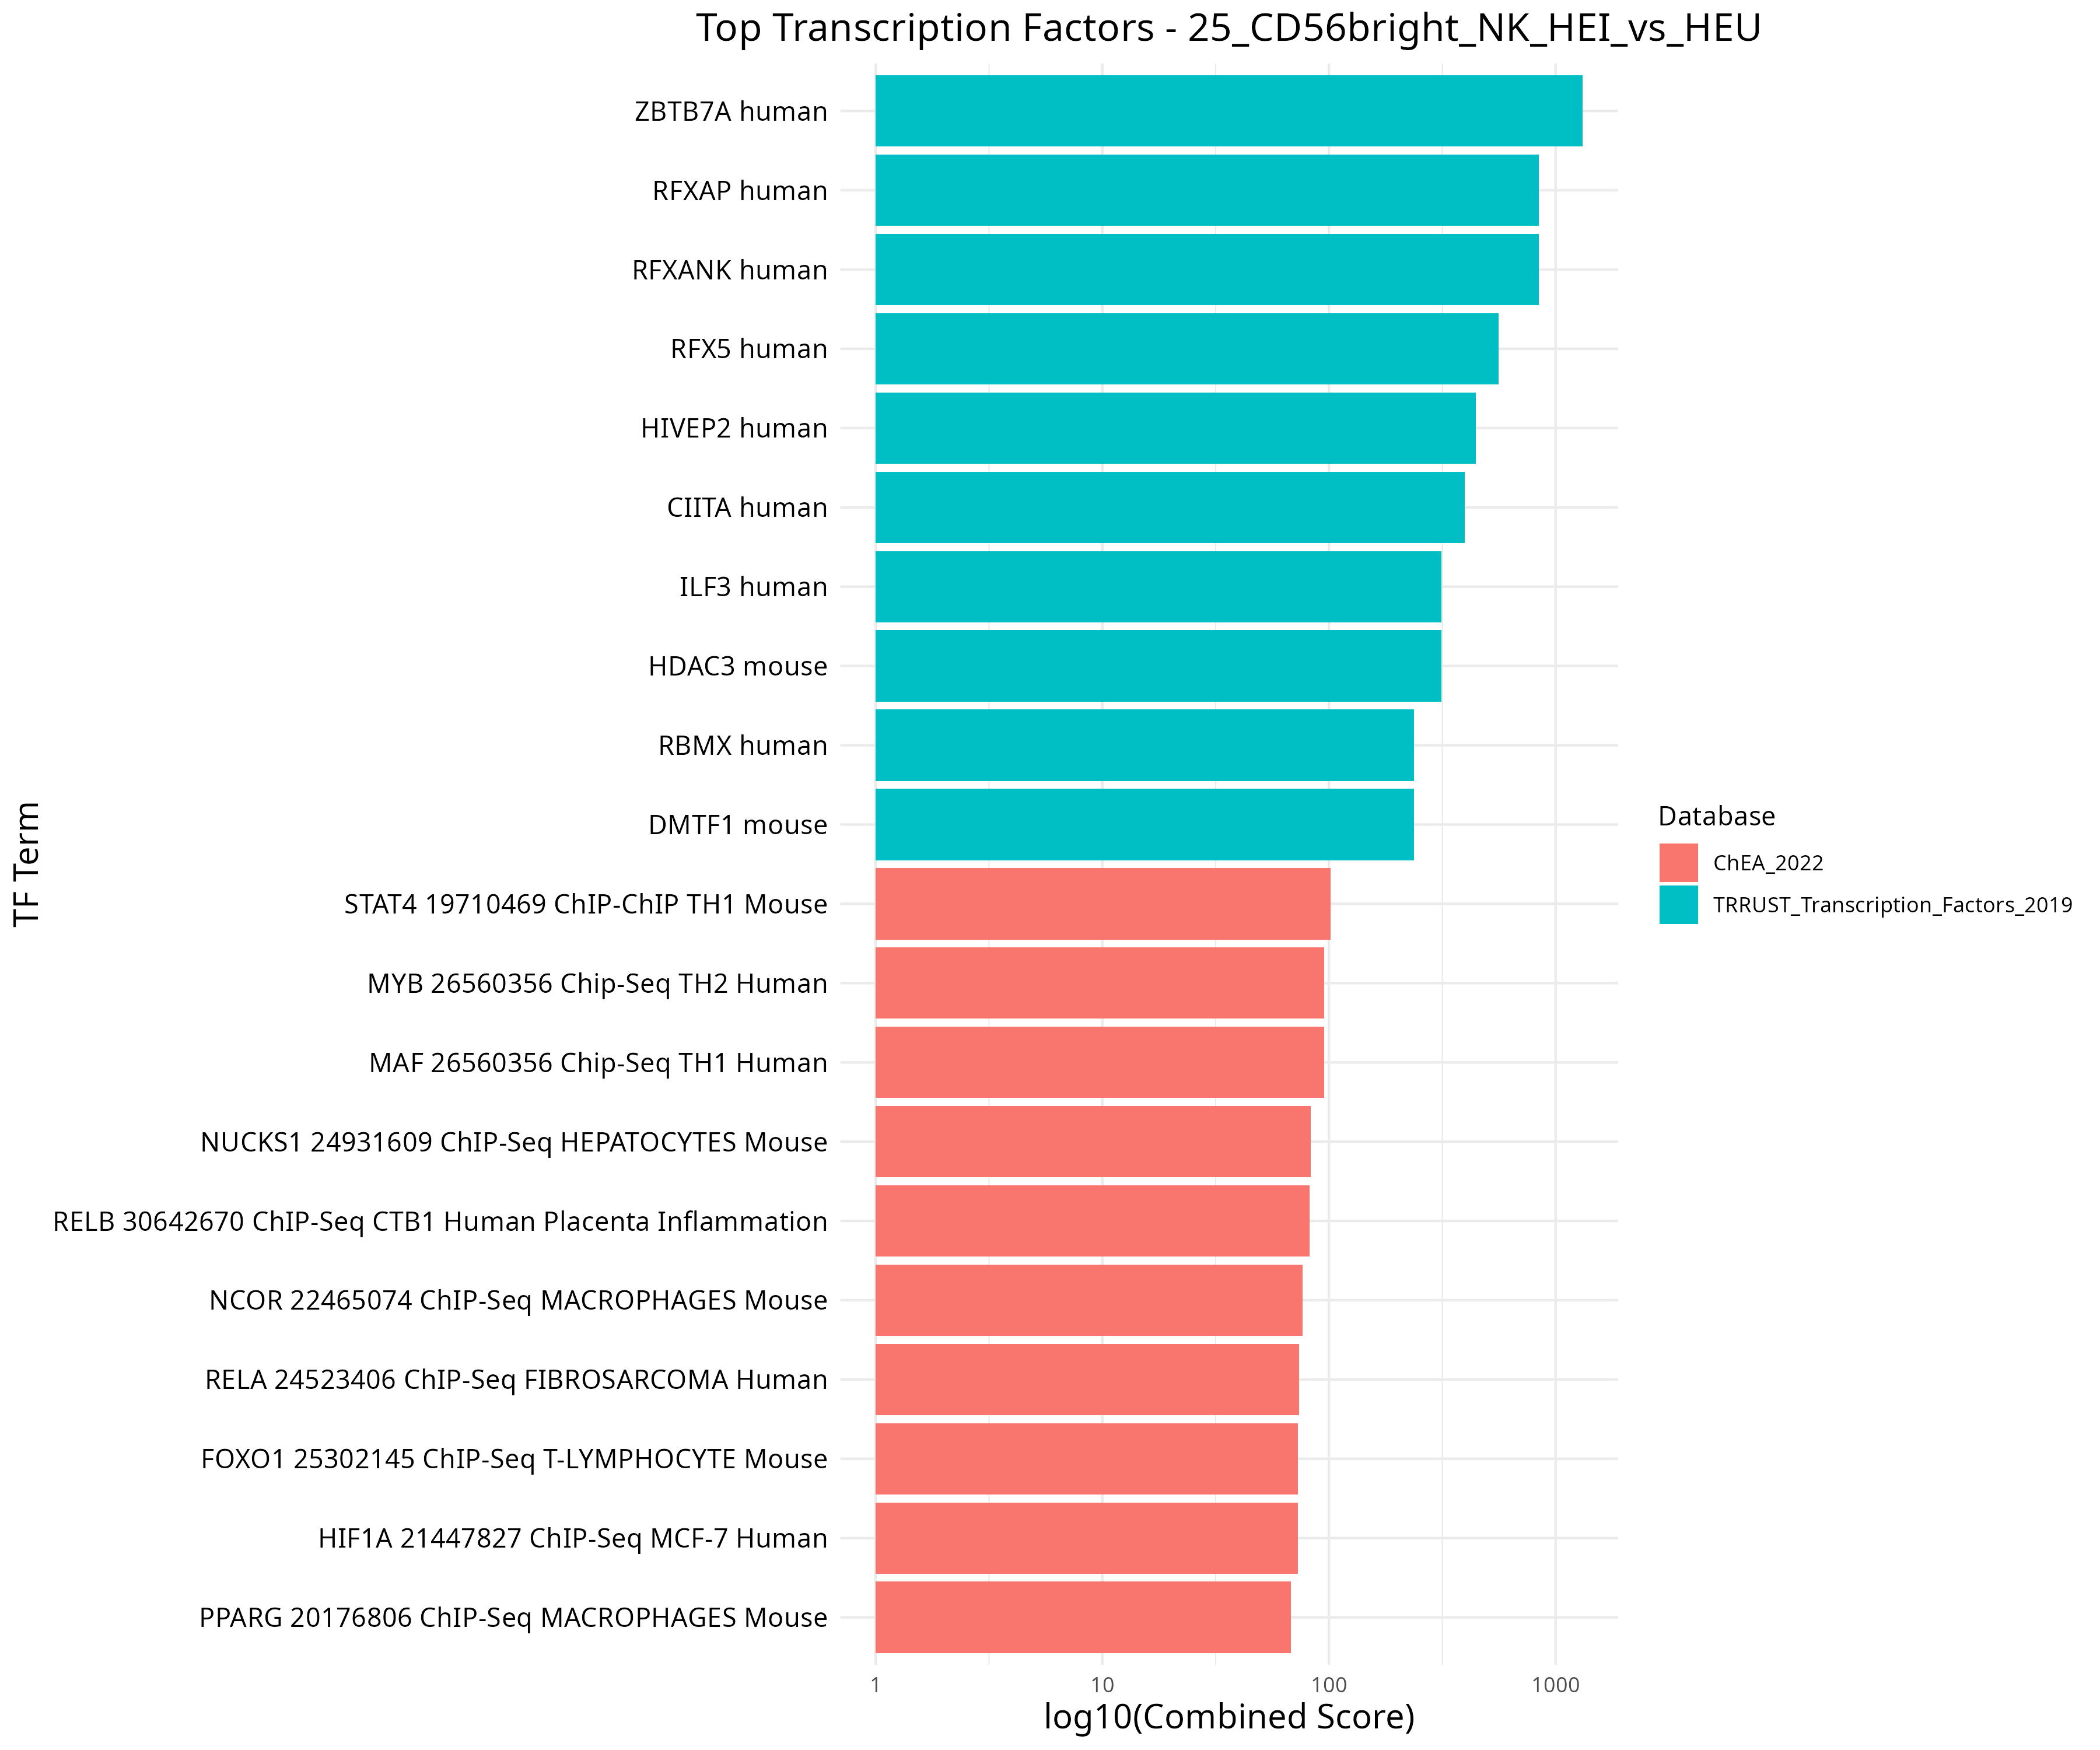 Top Transcription Factors - 25_CD56bright_NK_HEI_vs_HEU
TF Term
ZBTB7A human
RFXAP human
RFXANK human
RFX5 human
HIVEP2 human
CIITA human
ILF3 human
HDAC3 mouse
RBMX human
DMTF1 mouse
STAT4 19710469 ChIP-ChIP TH1 Mouse
MYB 26560356 Chip-Seq TH2 Human
MAF 26560356 Chip-Seq TH1 Human
NUCKS1 24931609 ChIP-Seq HEPATOCYTES Mouse
RELB 30642670 ChIP-Seq CTB1 Human Placenta Inflammation
NCOR 22465074 ChIP-Seq MACROPHAGES Mouse
RELA 24523406 ChIP-Seq FIBROSARCOMA Human
FOXO1 25302145 ChIP-Seq T-LYMPHOCYTE Mouse
HIF1A 21447827 ChIP-Seq MCF-7 Human
PPARG 20176806 ChIP-Seq MACROPHAGES Mouse
1 10 100 1000
log10(Combined Score)
Database
ChEA_2022
TRRUST_Transcription_Factors_2019